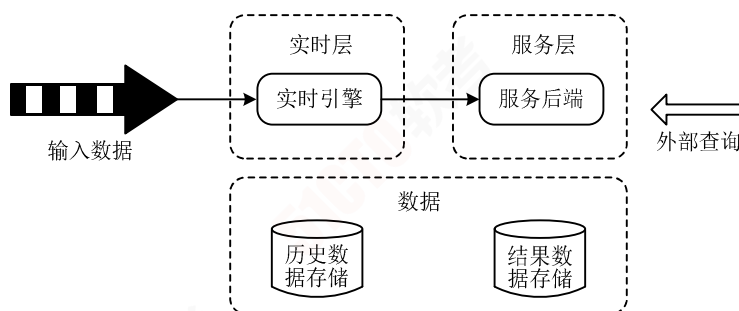 实时层
服务层
实时引擎
服务后端
输入数据
外部查询
数据
历史数
据存储
结果数
据存储